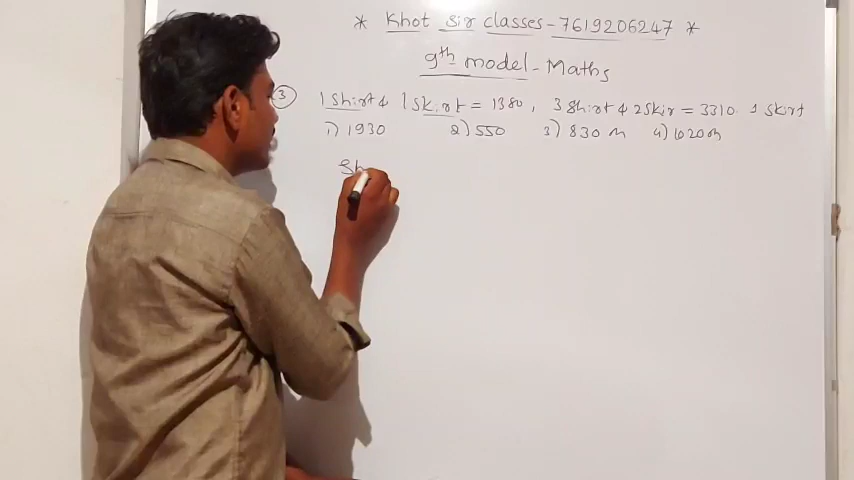 * Khot Sir classes - 7619206247 *
9th model - Maths
3 1 Shirt & 1 Skirt = 1380, 3 Shirt & 2 Skir = 3310. 1 Skirt
1) 1930 2) 550 3) 830 m 4) 1020 m
Sh